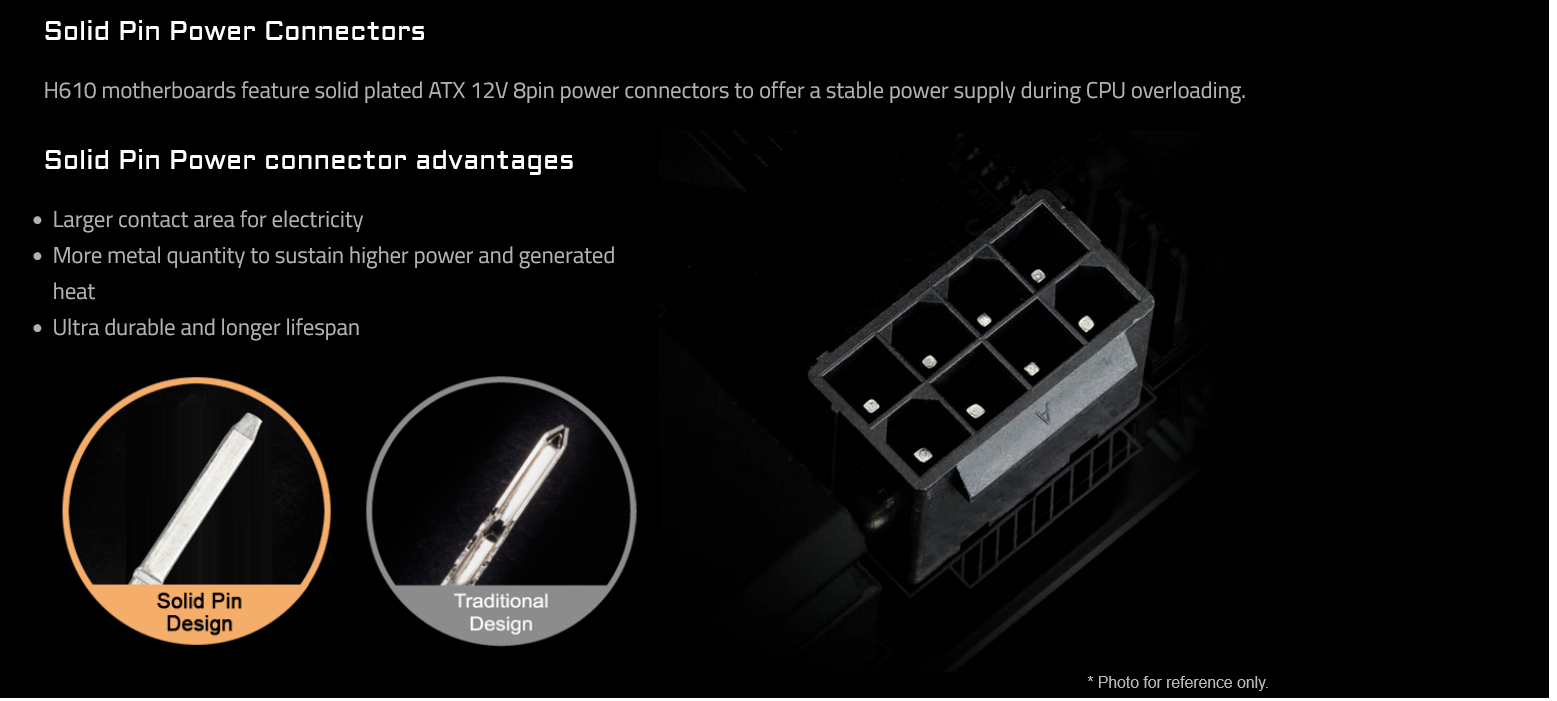 Solid Pin Power Connectors
H610 motherboards feature solid plated ATX 12V 8pin power connectors to offer a stable power supply during CPU overloading.
Solid Pin Power connector advantages
Larger contact area for electricity
More metal quantity to sustain higher power and generated
heat
Ultra durable and longer lifespan
A
Solid Pin
Design
Traditional
Design
* Photo for reference only.